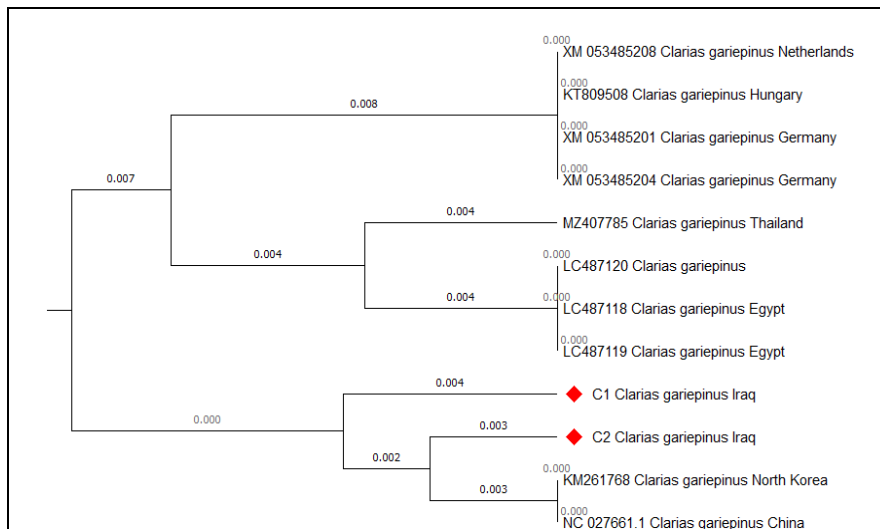 0.000
XM 053485208 Clarias gariepinus Netherlands
0.000
KT809508 Clarias gariepinus Hungary
0.008
0.000
XM 053485201 Clarias gariepinus Germany
0.000
XM 053485204 Clarias gariepinus Germany
0.007
0.004
MZ407785 Clarias gariepinus Thailand
0.004
0.000
LC487120 Clarias gariepinus
0.004
0.000
LC487118 Clarias gariepinus Egypt
0.000
LC487119 Clarias gariepinus Egypt
0.004
C1 Clarias gariepinus Iraq
0.000
0.003
C2 Clarias gariepinus Iraq
0.002
0.000
KM261768 Clarias gariepinus North Korea
0.003
0.000
NC 027661.1 Clarias gariepinus China